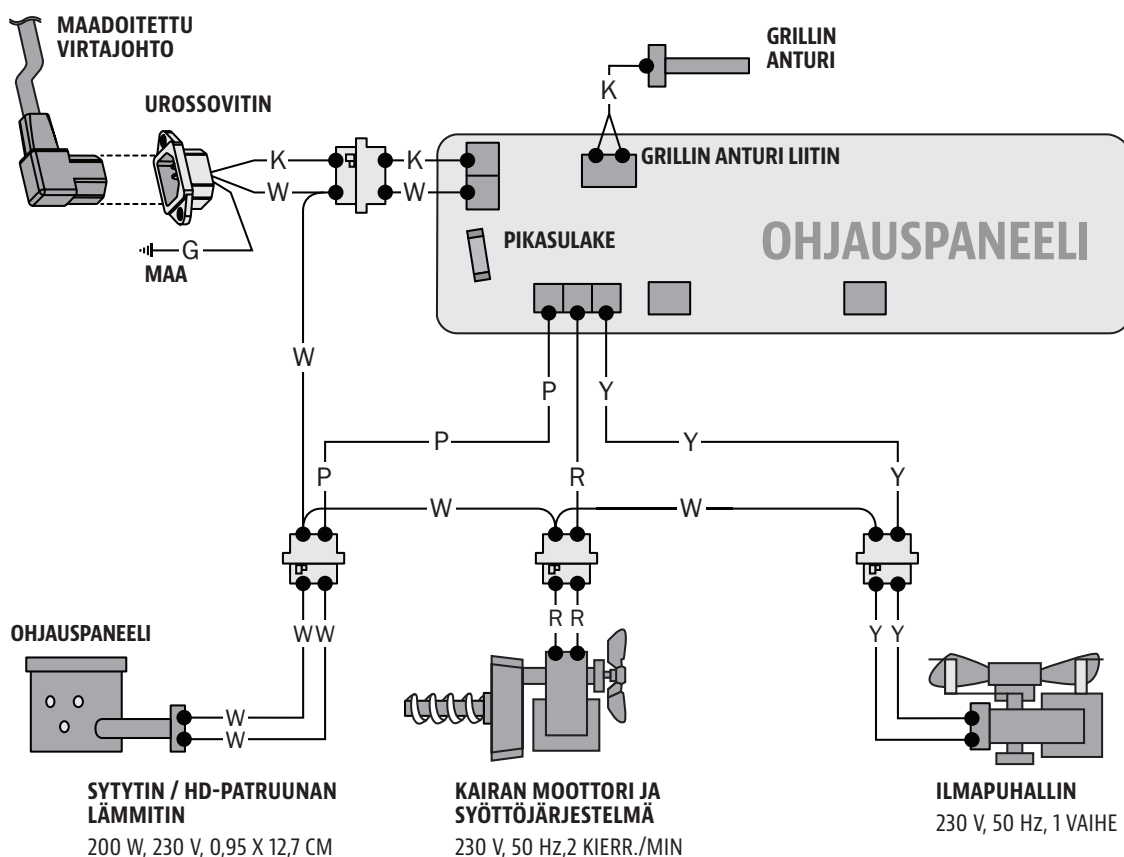 MAADOITETTU
VIRTAJOHTO
GRILLIN
ANTURI
UROSSOVITIN
K
K
K
GRILLIN ANTURI LIITIN
W
W
G
MAA
PIKASULAKE
OHJAUSPANEELI
W
P
Y
P
Y
P
R
Y
W
W
OHJAUSPANEELI
W W
R R
Y Y
W
W
SYTYTIN / HD-PATRUUNAN
LÄMMITIN
200 W, 230 V, 0,95 X 12,7 CM
KAIRAN MOOTTORI JA
SYÖTTÖJÄRJESTELMÄ
230 V, 50 Hz,2 KIERR./MIN
ILMAPUHALLIN
230 V, 50 Hz, 1 VAIHE